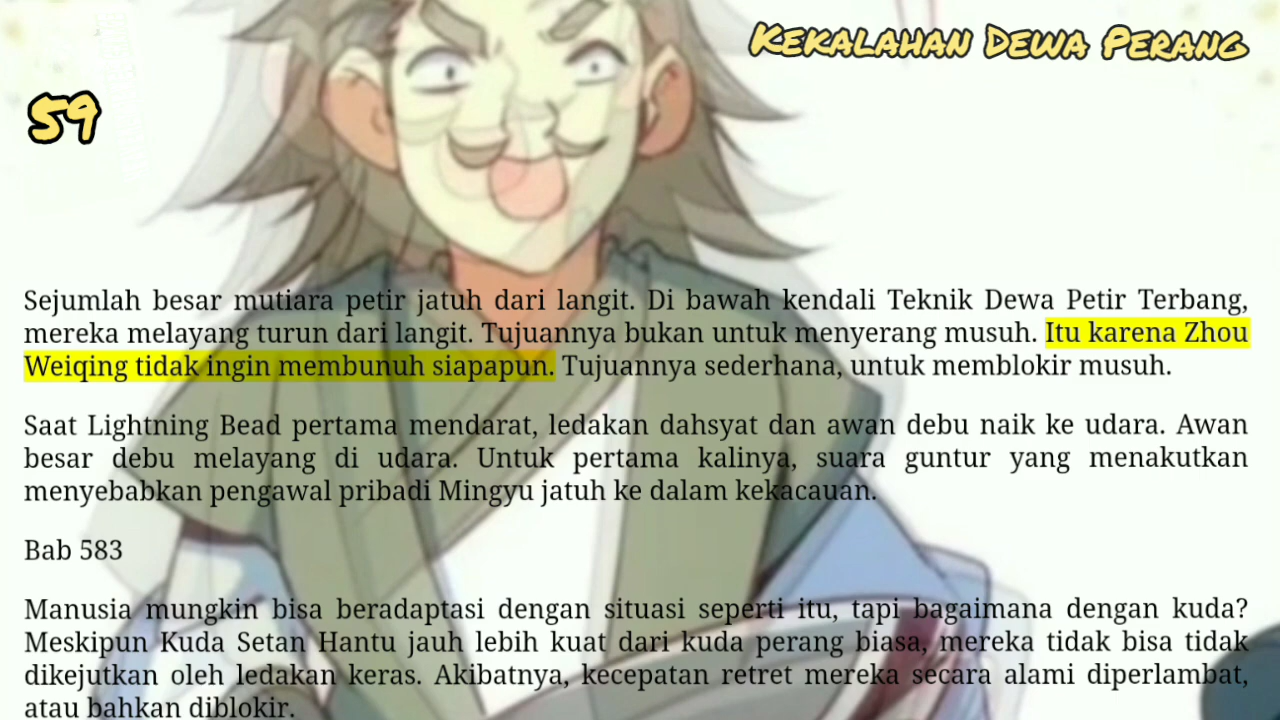 Kekalahan Dewa Perang
59
Sejumlah besar mutiara petir jatuh dari langit. Di bawah kendali Teknik Dewa Petir Terbang,
mereka melayang turun dari langit. Tujuannya bukan untuk menyerang musuh. Itu karena Zhou
Weiqing tidak ingin membunuh siapapun. Tujuannya sederhana, untuk memblokir musuh.
Saat Lightning Bead pertama mendarat, ledakan dahsyat dan awan debu naik ke udara. Awan
besar debu melayang di udara. Untuk pertama kalinya, suara guntur yang menakutkan
menyebabkan pengawal pribadi Mingyu jatuh ke dalam kekacauan.
Bab 583
Manusia mungkin bisa beradaptasi dengan situasi seperti itu, tapi bagaimana dengan kuda?
Meskipun Kuda Setan Hantu jauh lebih kuat dari kuda perang biasa, mereka tidak bisa tidak
dikejutkan oleh ledakan keras. Akibatnya, kecepatan retret mereka secara alami diperlambat,
atau bahkan diblokir.